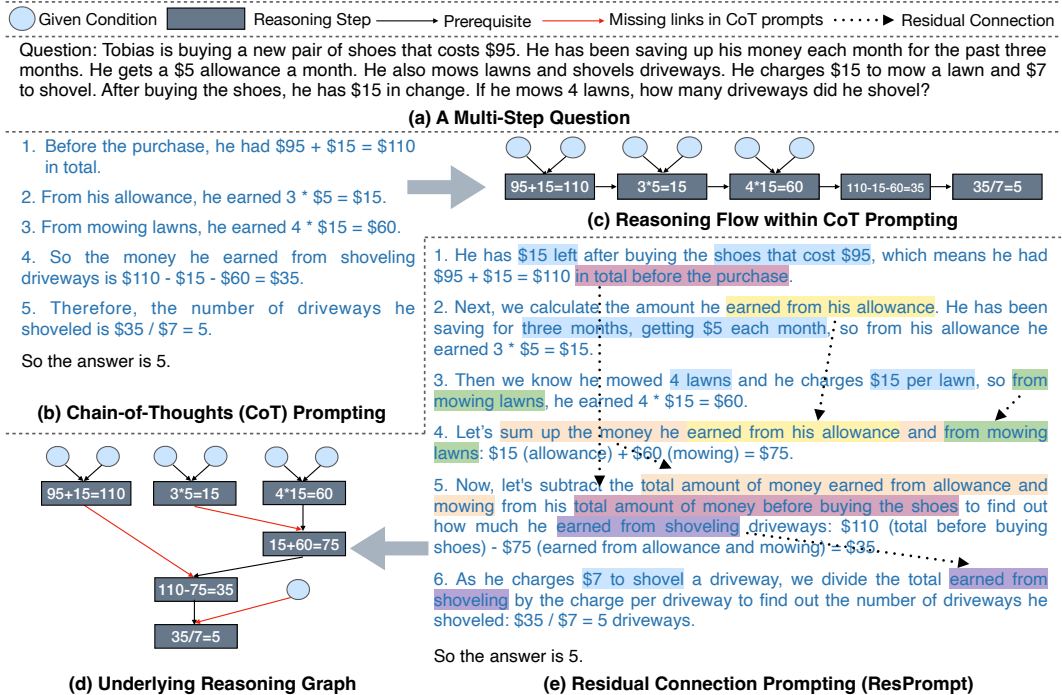 Given Condition
Reasoning Step
Prerequisite
Missing links in CoT prompts
Residual Connection
Question: Tobias is buying a new pair of shoes that costs $95. He has been saving up his money each month for the past three
months. He gets a $5 allowance a month. He also mows lawns and shovels driveways. He charges $15 to mow a lawn and $7
to shovel. After buying the shoes, he has $15 in change. If he mows 4 lawns, how many driveways did he shovel?
(a) A Multi-Step Question
1. Before the purchase, he had $95 + $15 = $110
in total.
2. From his allowance, he earned 3 * $5 = $15.
3. From mowing lawns, he earned 4 * $15 = $60.
4. So the money he earned from shoveling
driveways is $110 - $15 - $60 = $35.
5. Therefore, the number of driveways he
shoveled is $35 / $7 = 5.
So the answer is 5.
(b) Chain-of-Thoughts (CoT) Prompting
95+15=110
3*5=15
4*15=60
110-15-60=35
35/7=5
(c) Reasoning Flow within CoT Prompting
1. He has $15 left after buying the shoes that cost $95, which means he had
$95 + $15 = $110 in total before the purchase.
2. Next, we calculate the amount he earned from his allowance. He has been
saving for three months, getting $5 each month, so from his allowance he
earned 3 * $5 = $15.
3. Then we know he mowed 4 lawns and he charges $15 per lawn, so from
mowing lawns, he earned 4 * $15 = $60.
4. Let's sum up the money he earned from his allowance and from mowing
lawns: $15 (allowance) + $60 (mowing) = $75.
5. Now, let's subtract the total amount of money earned from allowance and
mowing from his total amount of money before buying the shoes to find out
how much he earned from shoveling driveways: $110 (total before buying
shoes) - $75 (earned from allowance and mowing) = $35.
6. As he charges $7 to shovel a driveway, we divide the total earned from
shoveling by the charge per driveway to find out the number of driveways he
shoveled: $35 / $7 = 5 driveways.
So the answer is 5.
(e) Residual Connection Prompting (ResPrompt)
95+15=110
3*5=15
4*15=60
15+60=75
110-75=35
35/7=5
(d) Underlying Reasoning Graph